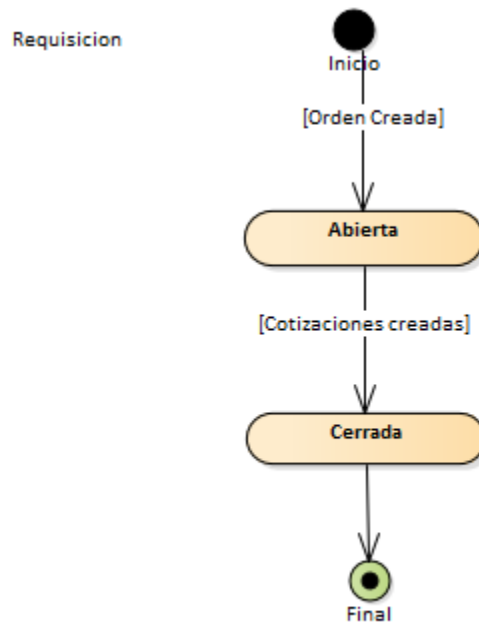 Requisicion
Inicio
[Orden Creada]
Abierta
[Cotizaciones creadas]
Cerrada
Final